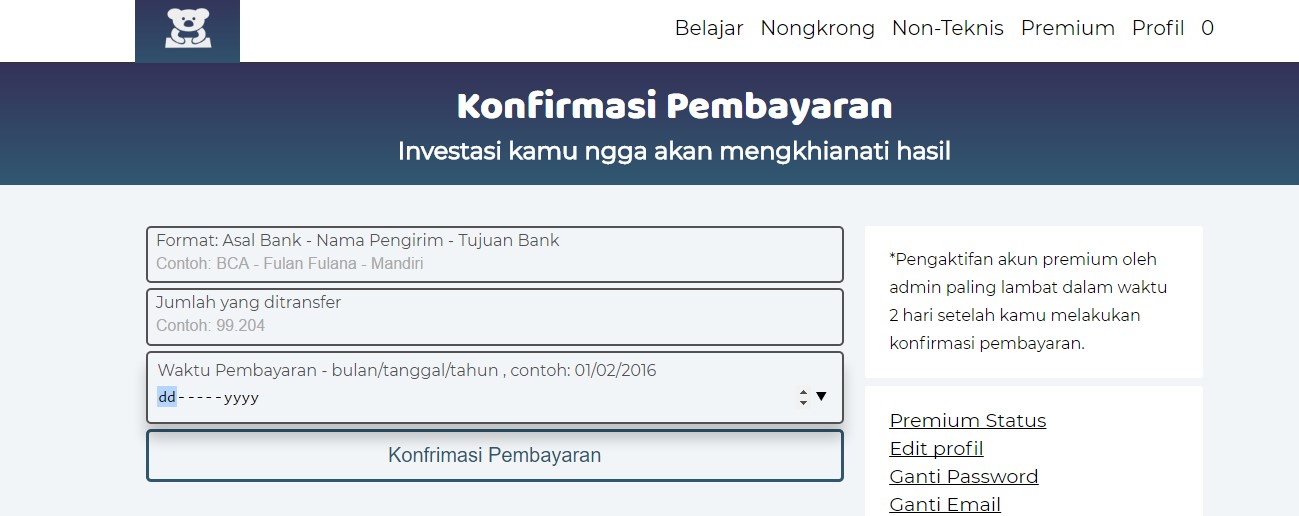 Belajar Nongkrong Non-Teknis Premium Profil 0
Konfirmasi Pembayaran
Investasi kamu ngga akan mengkhianati hasil
Format: Asal Bank - Nama Pengirim - Tujuan Bank
Contoh: BCA - Fulan Fulana - Mandiri
Jumlah yang ditransfer
Contoh: 99.204
Waktu Pembayaran - bulan/tanggal/tahun , contoh: 01/02/2016
dd-----yyyy
Konfrimasi Pembayaran
*Pengaktifan akun premium oleh
admin paling lambat dalam waktu
2 hari setelah kamu melakukan
konfirmasi pembayaran.
Premium Status
Edit profil
Ganti Password
Ganti Email